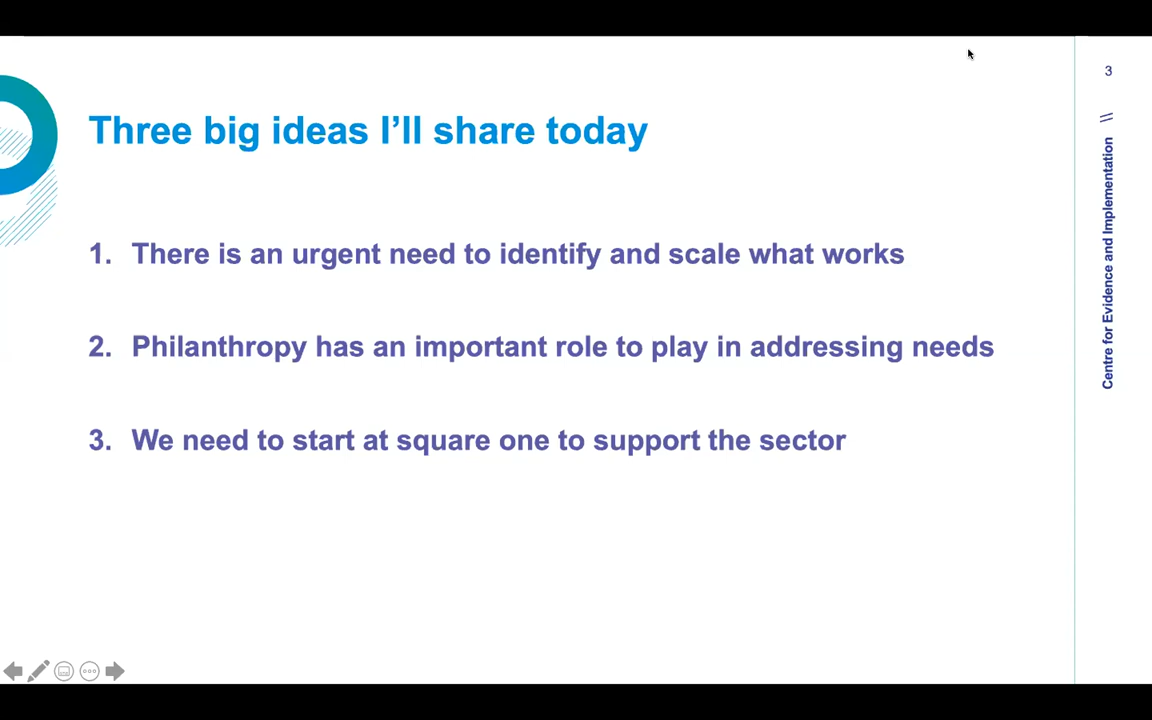 3
Three big ideas I’ll share today
1. There is an urgent need to identify and scale what works
2. Philanthropy has an important role to play in addressing needs
3. We need to start at square one to support the sector
\\ Centre for Evidence and Implementation